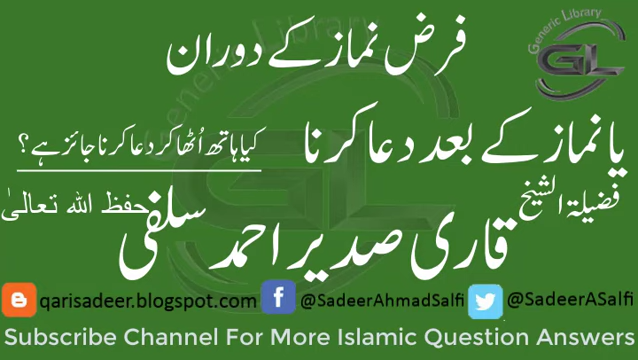 فرض نماز کے دوران
یا نماز کے بعد دعا کرنا
کیا ہاتھ اُٹھا کر دعا کرنا جائز ہے؟
فضیلۃ الشیخ
قاری صدیر احمد سلفی
حفظ الله تعالیٰ
Generic Library
GL
qarisadeer.blogspot.com
@SadeerAhmadSalfi
@SadeerASalfi
Subscribe Channel For More Islamic Question Answers